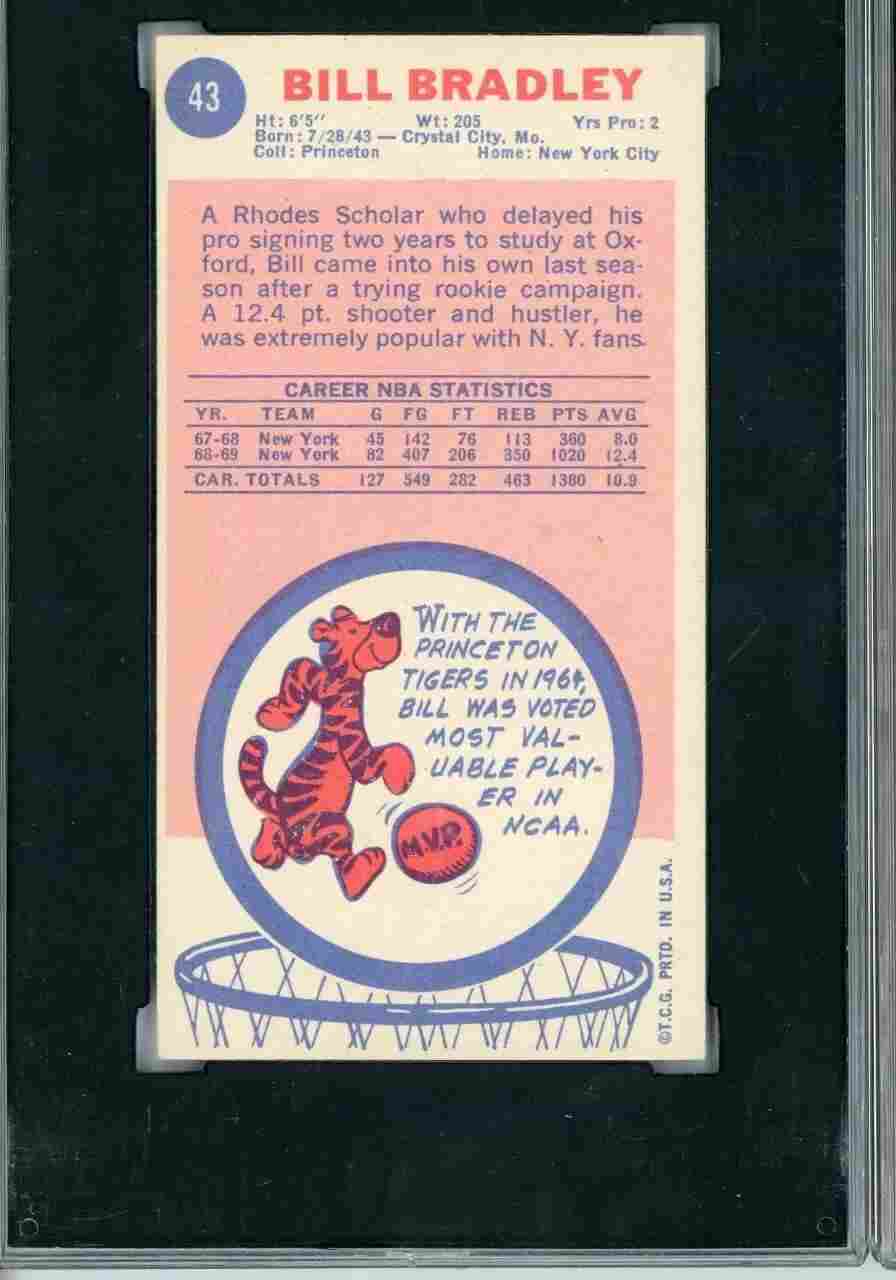 43
BILL BRADLEY
Ht: 6'5" Wt: 205 Yrs Pro: 2
Born: 7/28/43 — Crystal City, Mo.
Coll: Princeton Home: New York City
A Rhodes Scholar who delayed his
pro signing two years to study at Ox-
ford, Bill came into his own last sea-
son after a trying rookie campaign.
A 12.4 pt. shooter and hustler, he
was extremely popular with N. Y. fans.
CAREER NBA STATISTICS
YR. TEAM G FG FT REB PTS AVG
67-68 New York 45 142 76 113 360 8.0
68-69 New York 82 407 206 350 1020 12.4
CAR. TOTALS 127 549 282 463 1380 10.9
WITH THE
PRINCETON
TIGERS IN 1964,
BILL WAS VOTED
MOST VAL-
UABLE PLAY-
ER IN
NCAA.
M.V.P.
©T.C.G. PRTD. IN U.S.A.